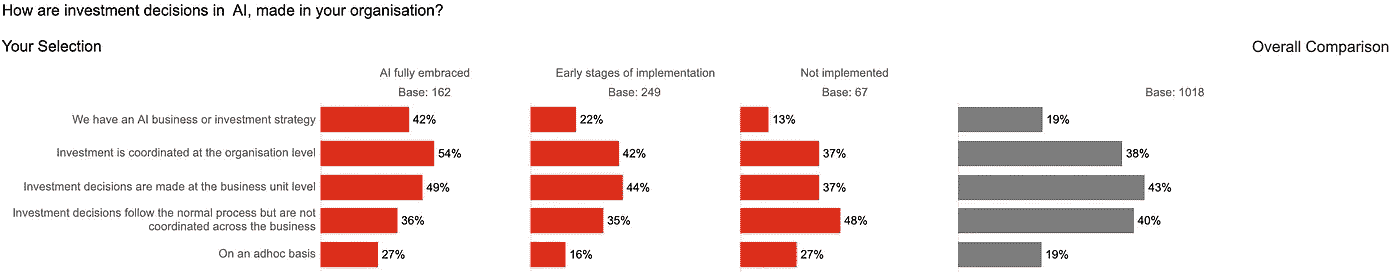 How are investment decisions in AI, made in your organisation?
Your Selection
Overall Comparison
AI fully embraced
Early stages of implementation
Not implemented
Base: 162
Base: 249
Base: 67
Base: 1018
We have an AI business or investment strategy
42%
22%
13%
19%
Investment is coordinated at the organisation level
54%
42%
37%
38%
Investment decisions are made at the business unit level
49%
44%
37%
43%
Investment decisions follow the normal process but are not
coordinated across the business
36%
35%
48%
40%
On an adhoc basis
27%
16%
27%
19%